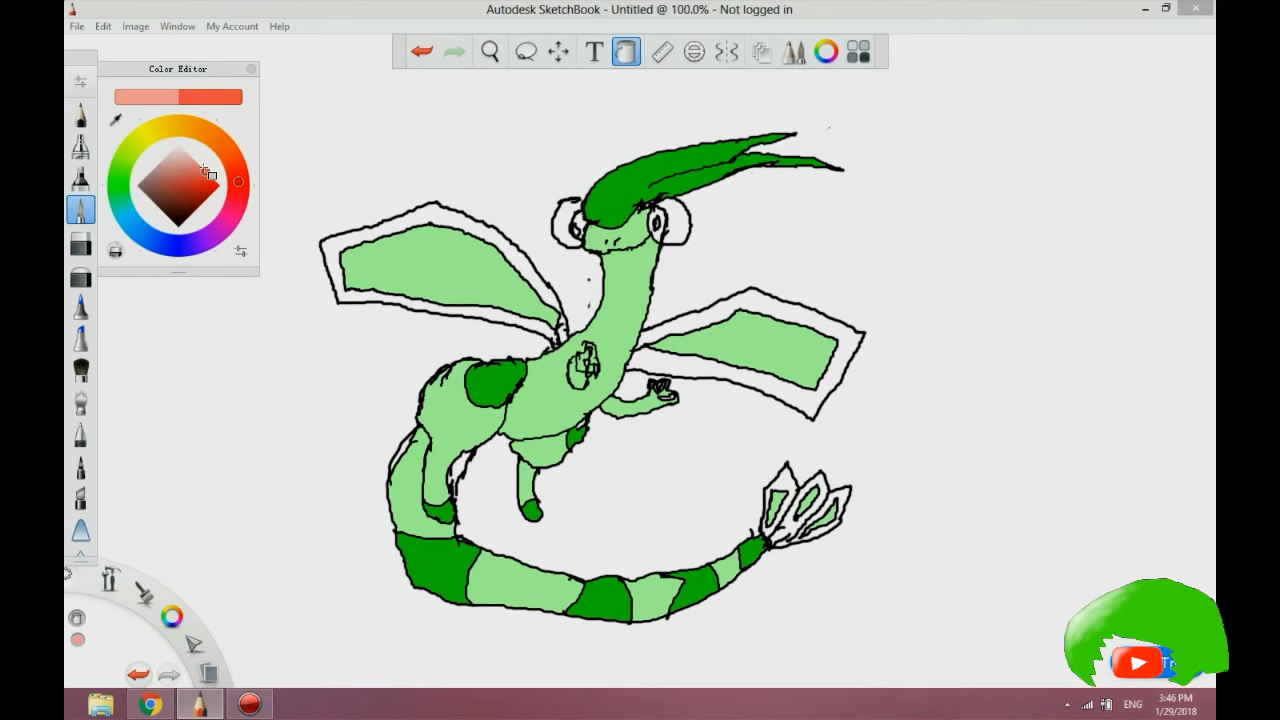 Autodesk SketchBook - Untitled @ 100.0% - Not logged in
File Edit Image Window My Account Help
T
Color Editor
ENG
3:46 PM
1/29/2018